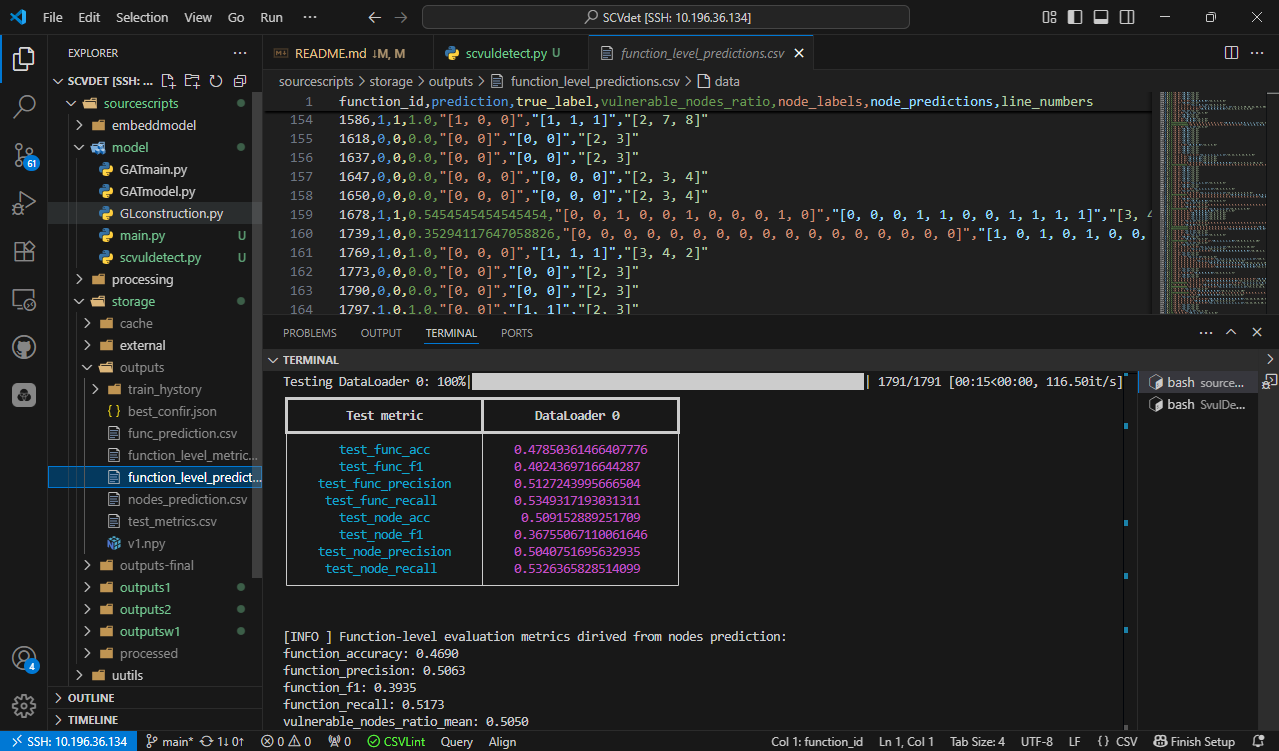 File Edit Selection View Go Run ··· SCVdet [SSH: 10.196.36.134]
EXPLORER
SCVDET [SSH: ...
sourcescripts
embeddmodel
model
GATmain.py
GATmodel.py
GLconstruction.py
main.py U
scvuldetect.py U
processing
storage
cache
external
outputs
train_hystory
best_confir.json
func_prediction.csv
function_level_metric...
function_level_predict...
nodes_prediction.csv
test_metrics.csv
v1.npy
outputs-final
outputs1
outputs2
outputsw1
processed
uutils
OUTLINE
TIMELINE
61
4
README.md ↓M, M scvuldetect.py U function_level_predictions.csv
sourcescripts > storage > outputs > function_level_predictions.csv > data
1 function_id,prediction,true_label,vulnerable_nodes_ratio,node_labels,node_predictions,line_numbers
154 1586,1,1,1.0,"[1, 0, 0]","[1, 1, 1]","[2, 7, 8]"
155 1618,0,0,0.0,"[0, 0]","[0, 0]","[2, 3]"
156 1637,0,0,0.0,"[0, 0]","[0, 0]","[2, 3]"
157 1647,0,0,0.0,"[0, 0, 0]","[0, 0, 0]","[2, 3, 4]"
158 1650,0,0,0.0,"[0, 0, 0]","[0, 0, 0]","[2, 3, 4]"
159 1678,1,1,0.5454545454545454,"[0, 0, 1, 0, 0, 1, 0, 0, 0, 1, 0]","[0, 0, 0, 1, 1, 0, 0, 1, 1, 1, 1]","[3, 4
160 1739,1,0,0.35294117647058826,"[0, 0, 0, 0, 0, 0, 0, 0, 0, 0, 0, 0, 0, 0, 0, 0, 0]","[1, 0, 1, 0, 1, 0, 0,
161 1769,1,0,1.0,"[0, 0, 0]","[1, 1, 1]","[3, 4, 2]"
162 1773,0,0,0.0,"[0, 0]","[0, 0]","[2, 3]"
163 1790,0,0,0.0,"[0, 0]","[0, 0]","[2, 3]"
164 1797,1,0,1.0,"[0, 0]","[1, 1]","[2, 3]"
PROBLEMS OUTPUT TERMINAL PORTS
TERMINAL
Testing DataLoader 0: 100%| | 1791/1791 [00:15<00:00, 116.50it/s]
Test metric DataLoader 0
test_func_acc 0.47850361466407776
test_func_f1 0.4024369716644287
test_func_precision 0.5127243995666504
test_func_recall 0.5349317193031311
test_node_acc 0.509152889251709
test_node_f1 0.36755067110061646
test_node_precision 0.5040751695632935
test_node_recall 0.5326365828514099
[INFO ] Function-level evaluation metrics dirived from nodes prediction:
function_accuracy: 0.4690
function_precision: 0.5063
function_f1: 0.3935
function_recall: 0.5173
vulnerable_nodes_ratio_mean: 0.5050
bash source...
bash SvulDe...
SSH: 10.196.36.134 main* 1↓ 0↑ 0 0 0 CSVLint Query Align Col 1: function_id Ln 1, Col 1 Tab Size: 4 UTF-8 LF {} CSV Finish Setup